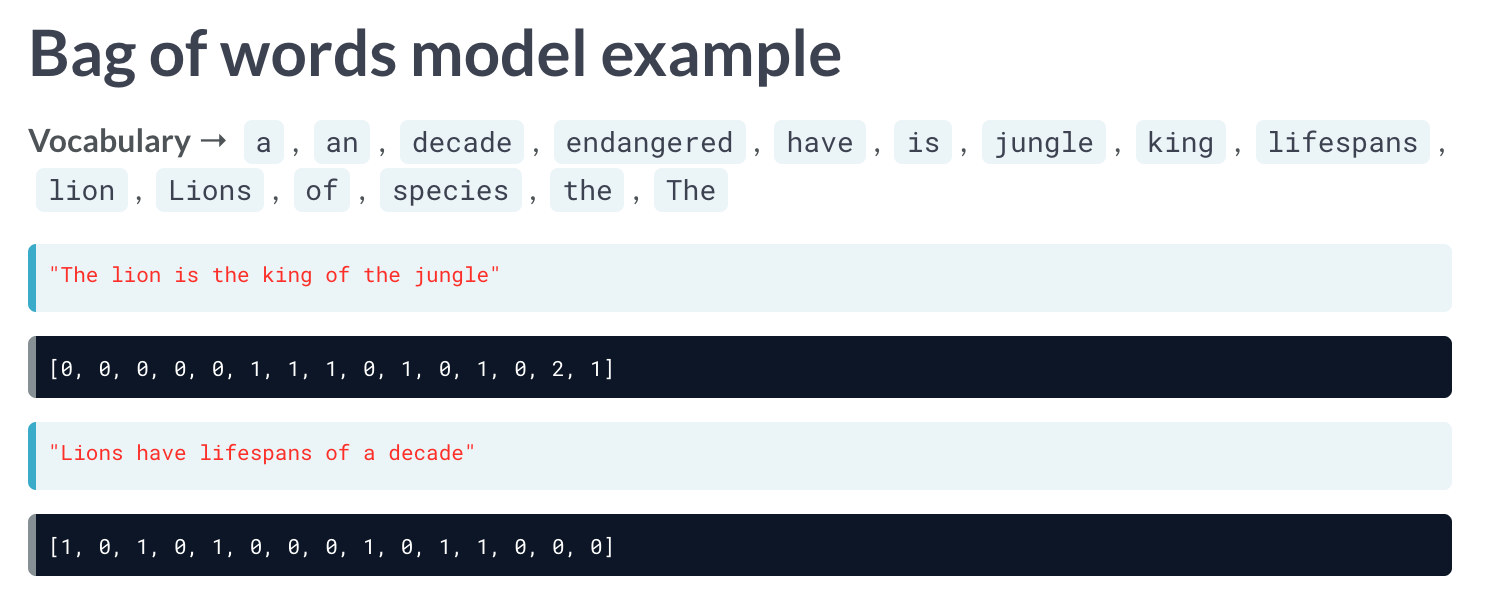 Bag of words model example
Vocabulary → a , an , decade , endangered , have , is , jungle , king , lifespans ,
lion , Lions , of , species , the , The
"The lion is the king of the jungle"
[0, 0, 0, 0, 0, 1, 1, 1, 0, 1, 0, 1, 0, 2, 1]
"Lions have lifespans of a decade"
[1, 0, 1, 0, 1, 0, 0, 0, 1, 0, 1, 1, 0, 0, 0]